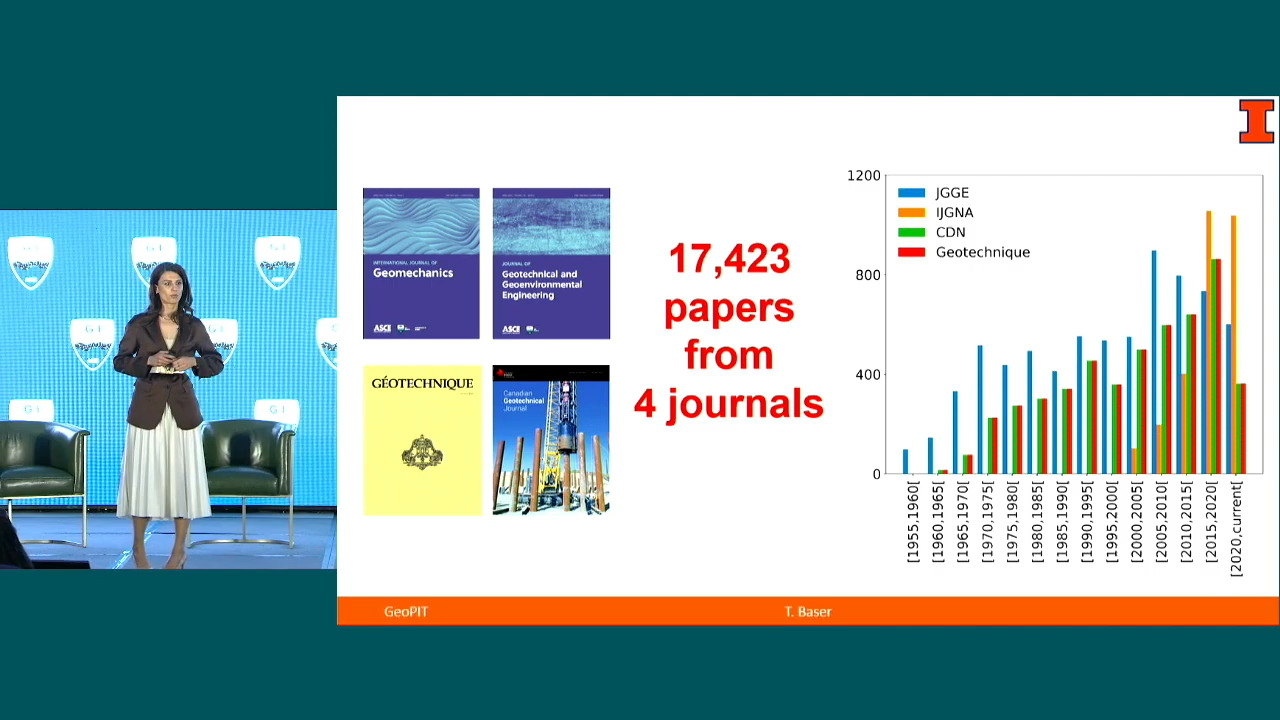 G I
G I
G I
G I
G I
G I
G I
INTERNATIONAL JOURNAL OF
Geomechanics
ASCE
JOURNAL OF
Geotechnical and
Geoenvironmental
Engineering
ASCE
GÉOTECHNIQUE
Canadian
Geotechnical
Journal
17,423
papers
from
4 journals
1200
800
400
0
JGGE
IJGNA
CDN
Geotechnique
[1955,1960[
[1960,1965[
[1965,1970[
[1970,1975[
[1975,1980[
[1980,1985[
[1985,1990[
[1990,1995[
[1995,2000[
[2000,2005[
[2005,2010[
[2010,2015[
[2015,2020[
[2020,current[
GeoPIT
T. Baser